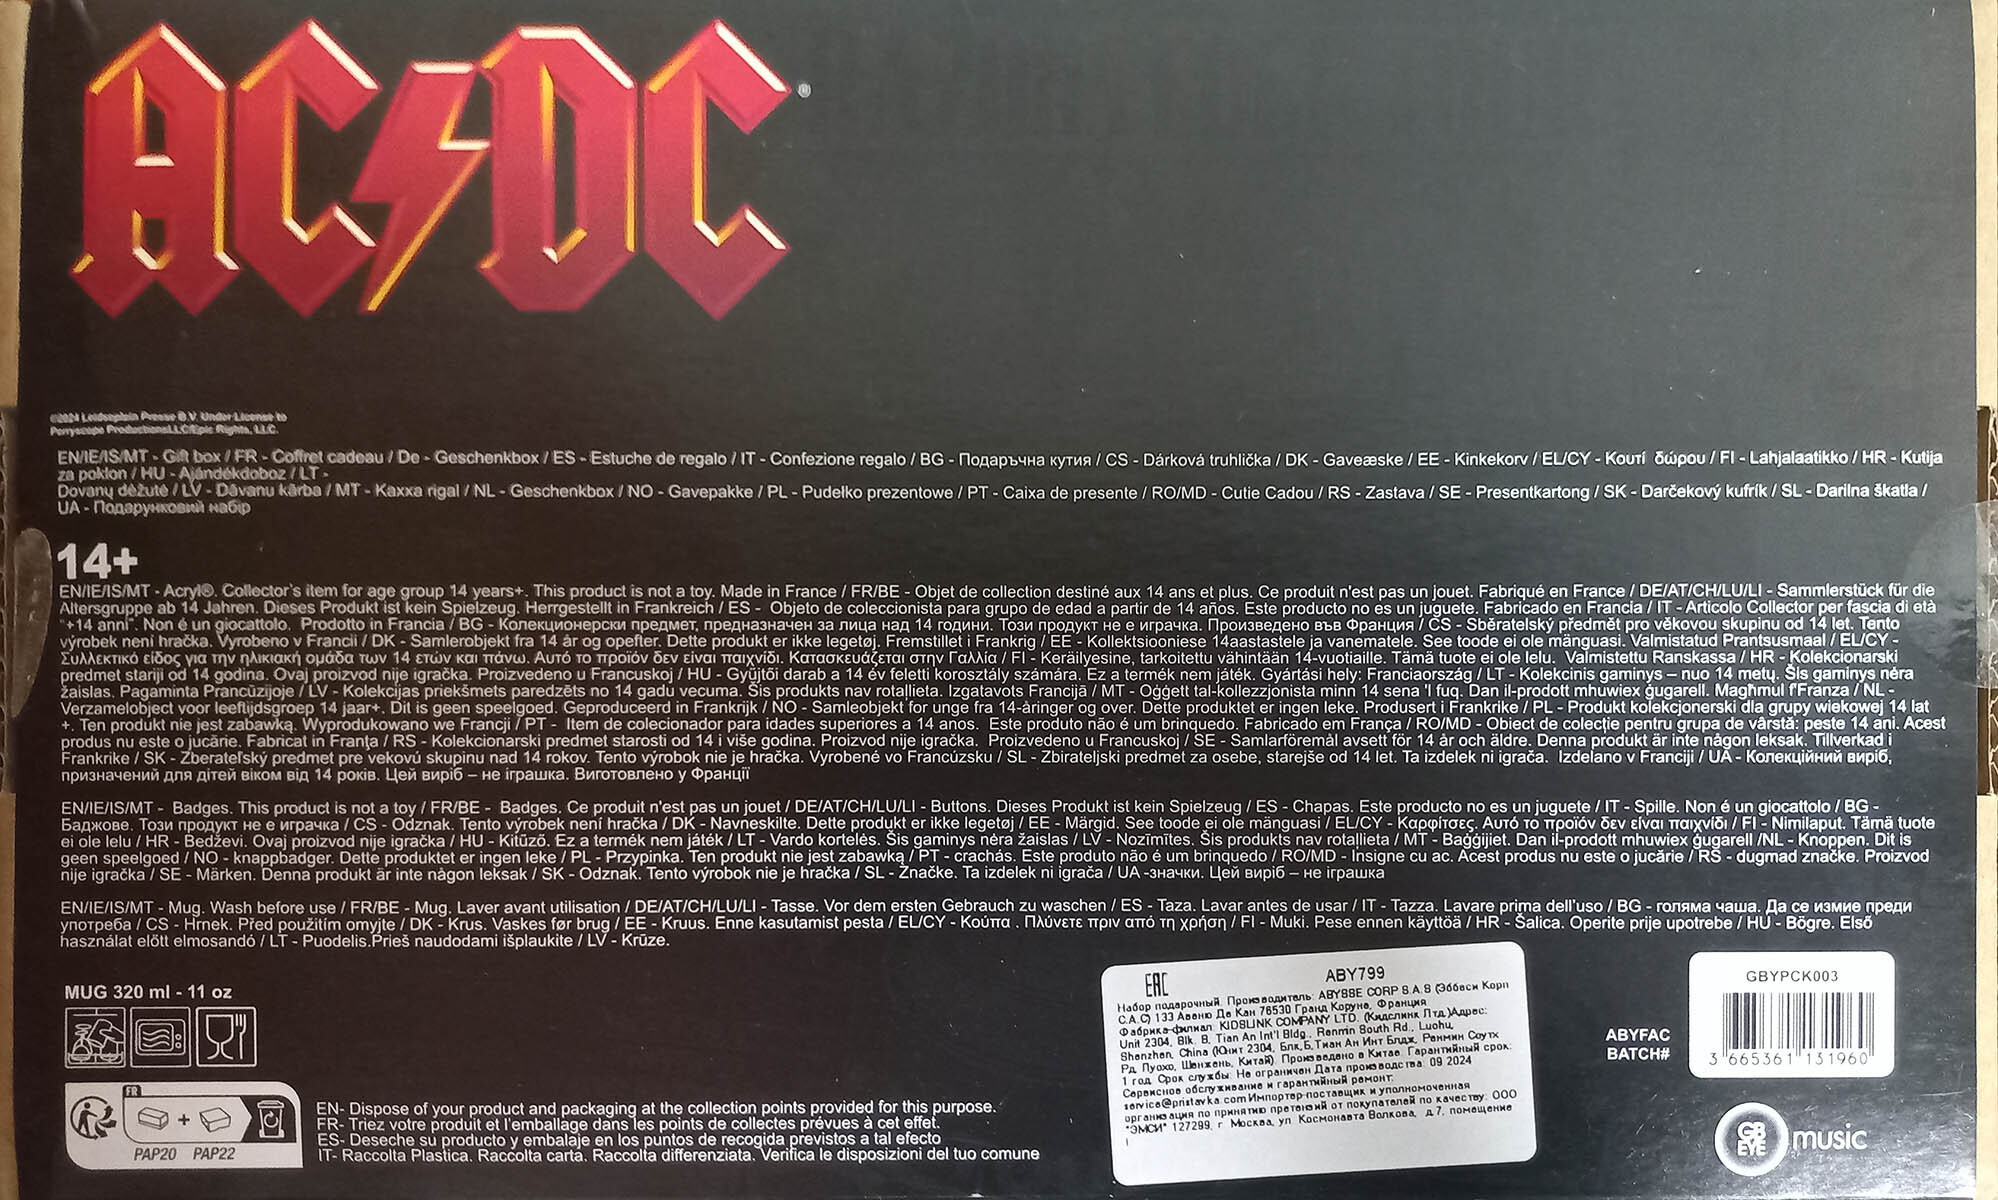 AC⚡DC®
©2024 Leidseplein Presse B.V. Under License to
Perryscope ProductionsLLC/Epic Rights, LLC.
EN/IE/IS/MT - Gift box / FR - Coffret cadeau / De - Geschenkbox / ES - Estuche de regalo / IT - Confezione regalo / BG - Подаръчна кутия / CS - Dárková truhlička / DK - Gaveæske / EE - Kinkekorv / EL/CY - Κουτί δώρου / FI - Lahjalaatikko / HR - Kutija
za poklon / HU - Ajándékdoboz / LT -
Dovanų dėžutė / LV - Dāvanu kārba / MT - Kaxxa rigal / NL - Geschenkbox / NO - Gavepakke / PL - Pudełko prezentowe / PT - Caixa de presente / RO/MD - Cutie Cadou / RS - Zastava / SE - Presentkartong / SK - Darčekový kufrík / SL - Darilna škatla /
UA - Подарунковий набір
14+
EN/IE/IS/MT - Acryl®. Collector's item for age group 14 years+. This product is not a toy. Made in France / FR/BE - Objet de collection destiné aux 14 ans et plus. Ce produit n'est pas un jouet. Fabriqué en France / DE/AT/CH/LU/LI - Sammlerstück für die
Altersgruppe ab 14 Jahren. Dieses Produkt ist kein Spielzeug. Herrgestellt in Frankreich / ES - Objeto de coleccionista para grupo de edad a partir de 14 años. Este producto no es un juguete. Fabricado en Francia / IT - Articolo Collector per fascia di età
"+14 anni". Non é un giocattolo. Prodotto in Francia / BG - Колекционерски предмет, предназначен за лица над 14 години. Този продукт не е играчка. Произведено във Франция / CS - Sběratelský předmět pro věkovou skupinu od 14 let. Tento
výrobek není hračka. Vyrobeno v Francii / DK - Samlerobjekt fra 14 år og opefter. Dette produkt er ikke legetøj. Fremstillet i Frankrig / EE - Kollektsiooniese 14aastastele ja vanematele. See toode ei ole mänguasi. Valmistatud Prantsusmaal / EL/CY -
Συλλεκτικό είδος για την ηλικιακή ομάδα των 14 ετών και πάνω. Αυτό το προϊόν δεν είναι παιχνίδι. Κατασκευάζεται στην Γαλλία / FI - Keräilyesine, tarkoitettu vähintään 14-vuotiaille. Tämä tuote ei ole lelu. Valmistettu Ranskassa / HR - Kolekcionarski
predmet stariji od 14 godina. Ovaj proizvod nije igračka. Proizvedeno u Francuskoj / HU - Gyűjtői darab a 14 év feletti korosztály számára. Ez a termék nem játék. Gyártási hely: Franciaország / LT - Kolekcinis gaminys – nuo 14 metų. Šis gaminys nėra
žaislas. Pagaminta Prancūzijoje / LV - Kolekcijas priekšmets paredzēts no 14 gadu vecuma. Šis produkts nav rotaļlieta. Izgatavots Francijā / MT - Oġġett tal-kollezzjonista minn 14 sena 'l fuq. Dan il-prodott mhuwiex ġugarell. Magħmul f'Franza / NL -
Verzamelobject voor leeftijdsgroep 14 jaar+. Dit is geen speelgoed. Geproduceerd in Frankrijk / NO - Samleobjekt for unge fra 14-åringer og over. Dette produktet er ingen leke. Produsert i Frankrike / PL - Produkt kolekcjonerski dla grupy wiekowej 14 lat
+. Ten produkt nie jest zabawką. Wyprodukowano we Francji / PT - Item de colecionador para idades superiores a 14 anos. Este produto não é um brinquedo. Fabricado em França / RO/MD - Obiect de colecție pentru grupa de vârstă: peste 14 ani. Acest
produs nu este o jucărie. Fabricat in Franţa / RS - Kolekcionarski predmet starosti od 14 i više godina. Proizvod nije igračka. Proizvedeno u Francuskoj / SE - Samlarföremål avsett för 14 år och äldre. Denna produkt är inte någon leksak. Tillverkad i
Frankrike / SK - Zberateľský predmet pre vekovú skupinu nad 14 rokov. Tento výrobok nie je hračka. Vyrobené vo Francúzsku / SL - Zbirateljski predmet za osebe, starejše od 14 let. Ta izdelek ni igrača. Izdelano v Franciji / UA - Колекційний виріб,
призначений для дітей віком від 14 років. Цей виріб – не іграшка. Виготовлено у Франції
EN/IE/IS/MT - Badges. This product is not a toy / FR/BE - Badges. Ce produit n'est pas un jouet / DE/AT/CH/LU/LI - Buttons. Dieses Produkt ist kein Spielzeug / ES - Chapas. Este producto no es un juguete / IT - Spille. Non é un giocattolo / BG -
Баджове. Този продукт не е играчка / CS - Odznak. Tento výrobek není hračka / DK - Navneskilte. Dette produkt er ikke legetøj / EE - Märgid. See toode ei ole mänguasi / EL/CY - Καρφίτσες. Αυτό το προϊόν δεν είναι παιχνίδι / FI - Nimilaput. Tämä tuote
ei ole lelu / HR - Bedževi. Ovaj proizvod nije igračka / HU - Kitűző. Ez a termék nem játék / LT - Vardo kortelės. Šis gaminys nėra žaislas / LV - Nozīmītes. Šis produkts nav rotaļlieta / MT - Baġġijiet. Dan il-prodott mhuwiex ġugarell /NL - Knoppen. Dit is
geen speelgoed / NO - knappbadger. Dette produktet er ingen leke / PL - Przypinka. Ten produkt nie jest zabawką / PT - crachás. Este produto não é um brinquedo / RO/MD - Insigne cu ac. Acest produs nu este o jucărie / RS - dugmad značke. Proizvod
nije igračka / SE - Märken. Denna produkt är inte någon leksak / SK - Odznak. Tento výrobok nie je hračka / SL - Značke. Ta izdelek ni igrača / UA -значки. Цей виріб – не іграшка
EN/IE/IS/MT - Mug. Wash before use / FR/BE - Mug. Laver avant utilisation / DE/AT/CH/LU/LI - Tasse. Vor dem ersten Gebrauch zu waschen / ES - Taza. Lavar antes de usar / IT - Tazza. Lavare prima dell'uso / BG - голяма чаша. Да се измие преди
употреба / CS - Hrnek. Před použitím omyjte / DK - Krus. Vaskes før brug / EE - Kruus. Enne kasutamist pesta / EL/CY - Κούπα . Πλύνετε πριν από τη χρήση / FI - Muki. Pese ennen käyttöä / HR - Šalica. Operite prije upotrebe / HU - Bögre. Első
használat előtt elmosandó / LT - Puodelis.Prieš naudodami išplaukite / LV - Krūze.
MUG 320 ml - 11 oz
FR
PAP20 PAP22
EN- Dispose of your product and packaging at the collection points provided for this purpose.
FR- Triez votre produit et l'emballage dans les points de collectes prévues à cet effet.
ES- Deseche su producto y embalaje en los puntos de recogida previstos a tal efecto
IT- Raccolta Plastica. Raccolta carta. Raccolta differenziata. Verifica le disposizioni del tuo comune
EAC ABY799
Набор подарочный. Производитель: ABYSSE CORP S.A.S (Эббеси Корп
С.А.С) 133 Авеню Де Кан 76530 Гранд Коруна, Франция
Фабрика-филиал: KIDSLINK COMPANY LTD. (Кидслинк Лтд.)Адрес:
Unit 2304, Blk. B, Tian An Int'l Bldg., Renmin South Rd., Luohu,
Shenzhen, China (Юнит 2304, Блк.Б,Тиан Ан Инт Блдж, Ренмин Соутх
Рд, Луохо, Шенжень, Китай). Произведено в Китае. Гарантийный срок:
1 год. Срок службы: Не ограничен Дата производства: 09 2024
Сервисное обслуживание и гарантийный ремонт:
service@pristavka.com Импортер-поставщик и уполномоченная
организация по принятию претензий от покупателей по качеству: ООО
"ЭМСИ" 127299, г. Москва, ул Космонавта Волкова, д.7, помещение
I
ABYFAC
BATCH#
GBYPCK003
3 665361 131960
GB
EYE music